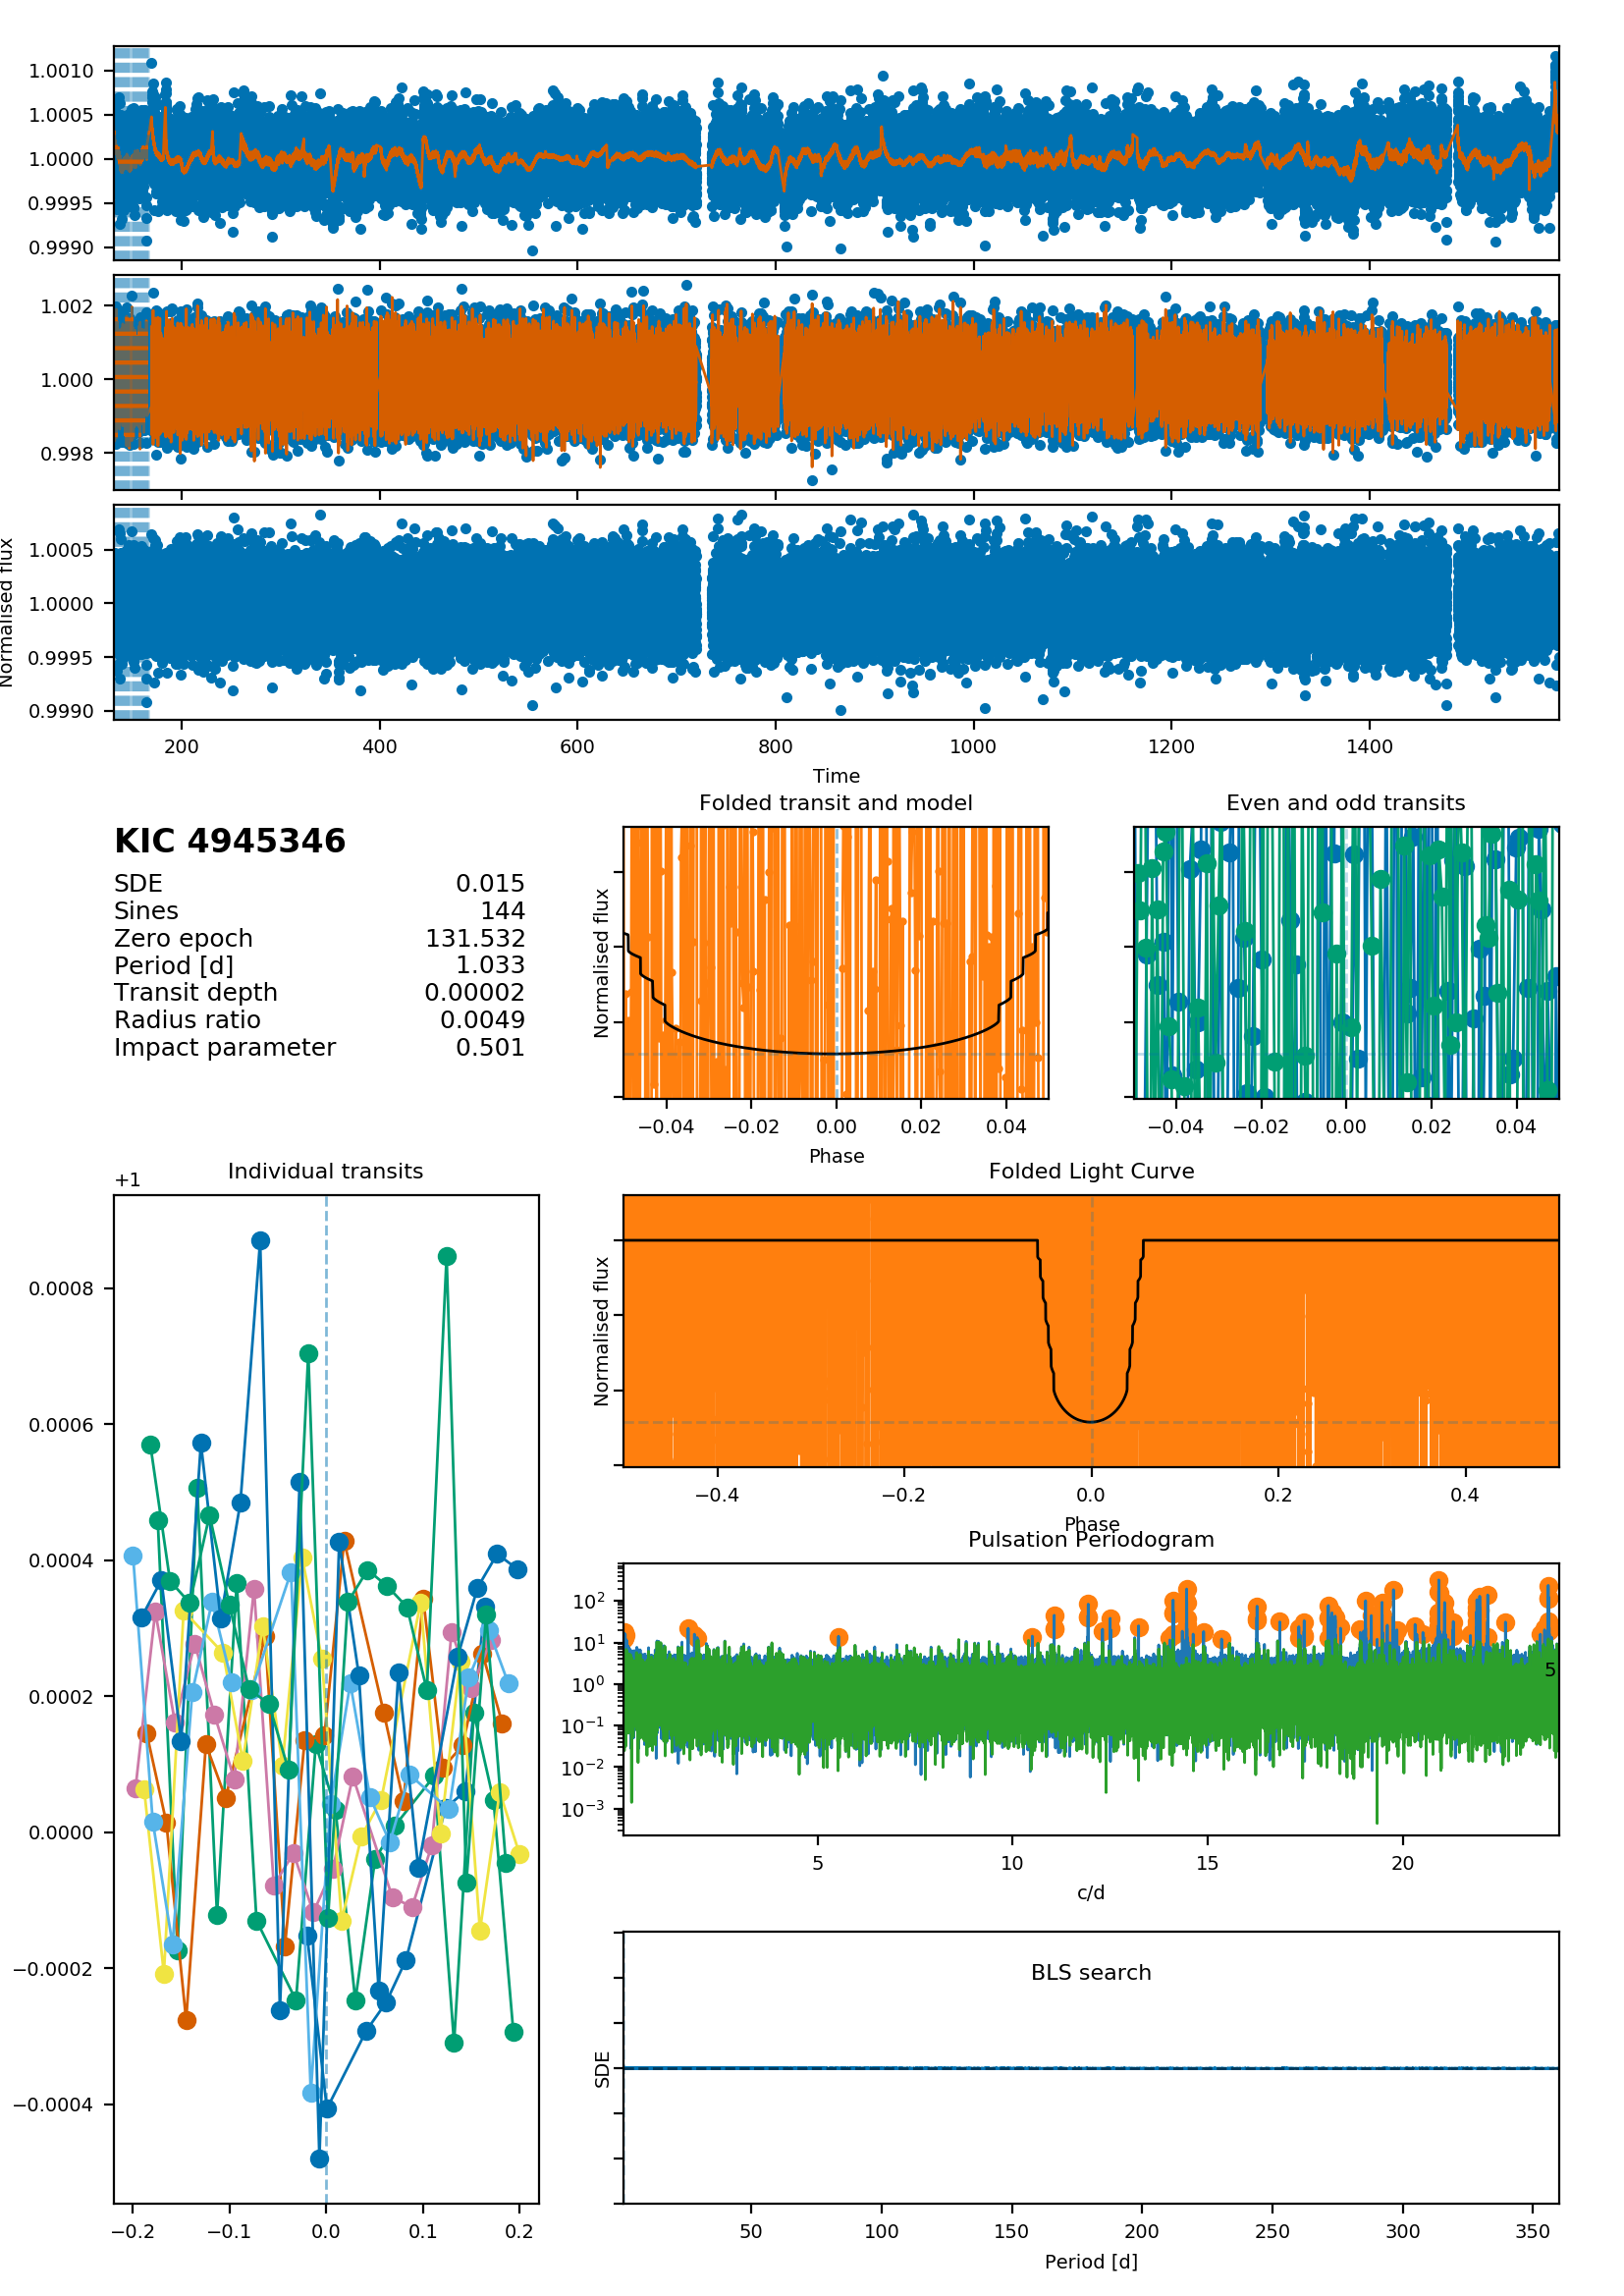 1.0010
1.0005
1.0000
0.9995
0.9990
1.002
1.000
0.998
Normalised flux
1.0005
1.0000
0.9995
0.9990
200 400 600 800 1000 1200 1400
Time
KIC 4945346
SDE 0.015
Sines 144
Zero epoch 131.532
Period [d] 1.033
Transit depth 0.00002
Radius ratio 0.0049
Impact parameter 0.501
Folded transit and model
Normalised flux
−0.04 −0.02 0.00 0.02 0.04
Phase
Even and odd transits
−0.04 −0.02 0.00 0.02 0.04
Individual transits
+1
0.0008
0.0006
0.0004
0.0002
0.0000
−0.0002
−0.0004
−0.2 −0.1 0.0 0.1 0.2
Folded Light Curve
Normalised flux
−0.4 −0.2 0.0 0.2 0.4
Phase
Pulsation Periodogram
10²
10¹
10⁰
10⁻¹
10⁻²
10⁻³
5
5 10 15 20
c/d
BLS search
SDE
50 100 150 200 250 300 350
Period [d]